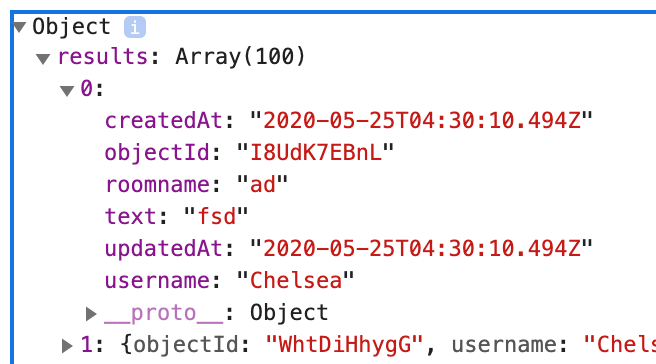 Object i
results: Array(100)
0:
createdAt: "2020-05-25T04:30:10.494Z"
objectId: "I8UdK7EBnL"
roomname: "ad"
text: "fsd"
updatedAt: "2020-05-25T04:30:10.494Z"
username: "Chelsea"
__proto__: Object
1: {objectId: "WhtDiHhygG", username: "Chels